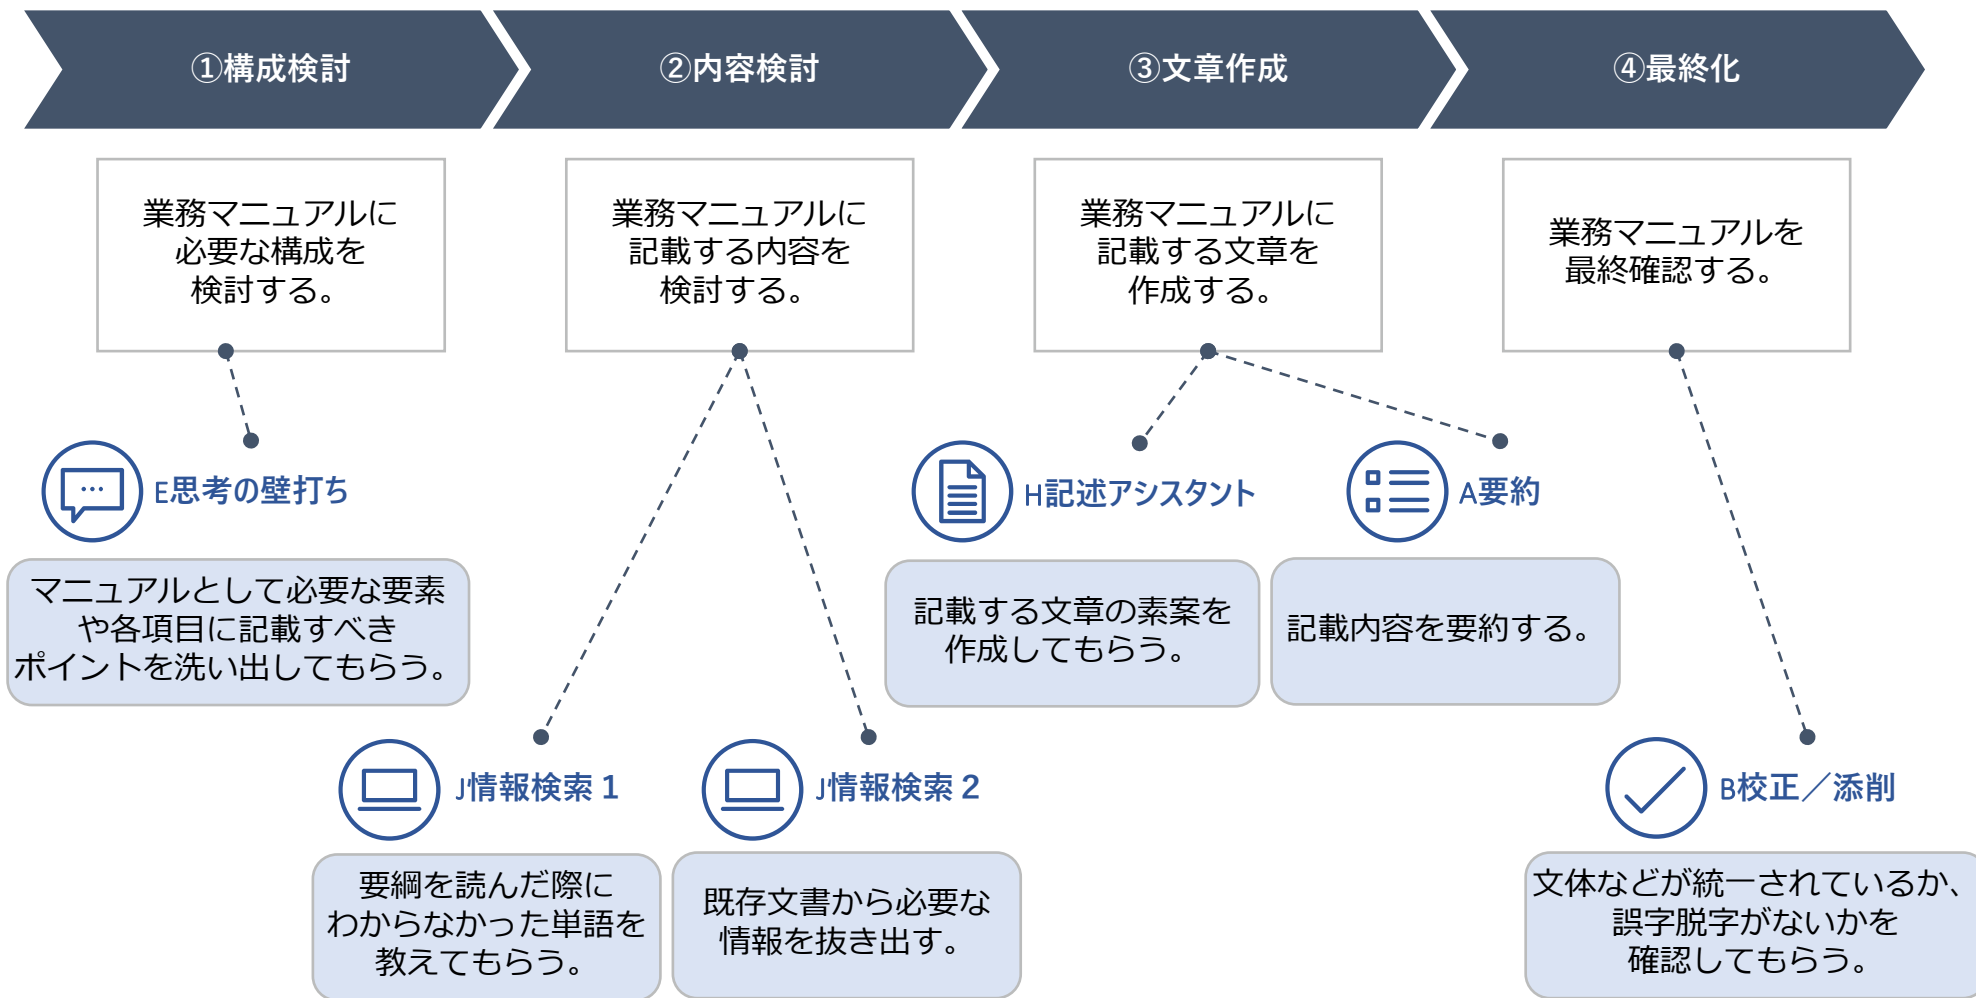 ①構成検討
②内容検討
③文章作成
④最終化
業務マニュアルに
必要な構成を
検討する。
業務マニュアルに
記載する内容を
検討する。
業務マニュアルに
記載する文章を
作成する。
業務マニュアルを
最終確認する。
E思考の壁打ち
マニュアルとして必要な要素
や各項目に記載すべき
ポイントを洗い出してもらう。
H記述アシスタント
記載する文章の素案を
作成してもらう。
A要約
記載内容を要約する。
J情報検索１
要綱を読んだ際に
わからなかった単語を
教えてもらう。
J情報検索２
既存文書から必要な
情報を抜き出す。
B校正／添削
文体などが統一されているか、
誤字脱字がないかを
確認してもらう。